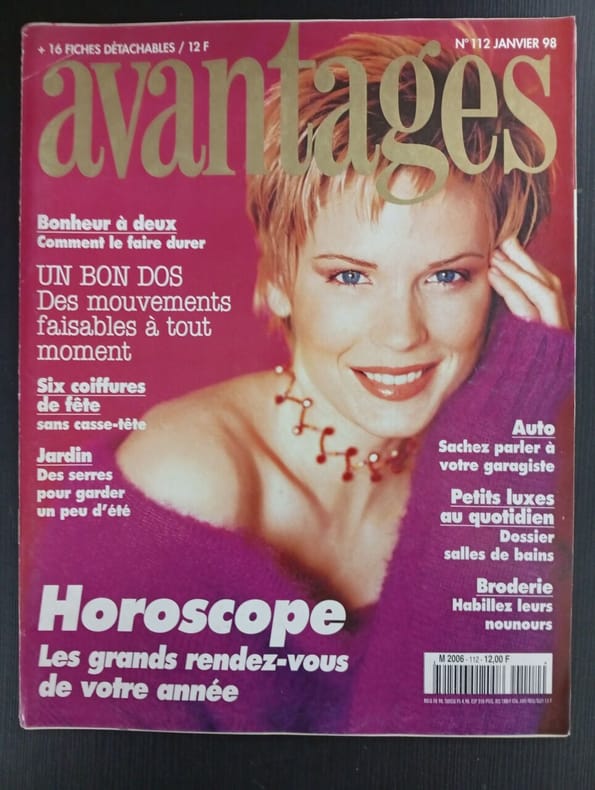 + 16 FICHES DÉTACHABLES / 12 F
N° 112 JANVIER 98
avantages
Bonheur à deux
Comment le faire durer
UN BON DOS
Des mouvements
faisables à tout
moment
Six coiffures
de fête
sans casse-tête
Jardin
Des serres
pour garder
un peu d'été
Auto
Sachez parler à
votre garagiste
Petits luxes
au quotidien
Dossier
salles de bains
Broderie
Habillez leurs
nounours
Horoscope
Les grands rendez-vous
de votre année
M 2006 - 112 - 12,00 F